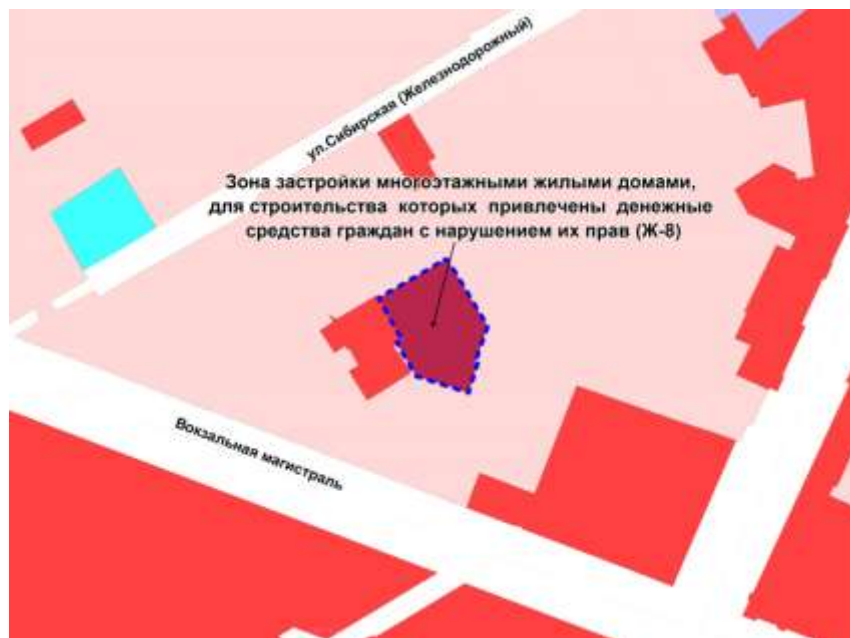 ул.Сибирская (Железнодорожный)
Зона застройки многоэтажными жилыми домами,
для строительства которых привлечены денежные
средства граждан с нарушением их прав (Ж-8)
Вокзальная магистраль